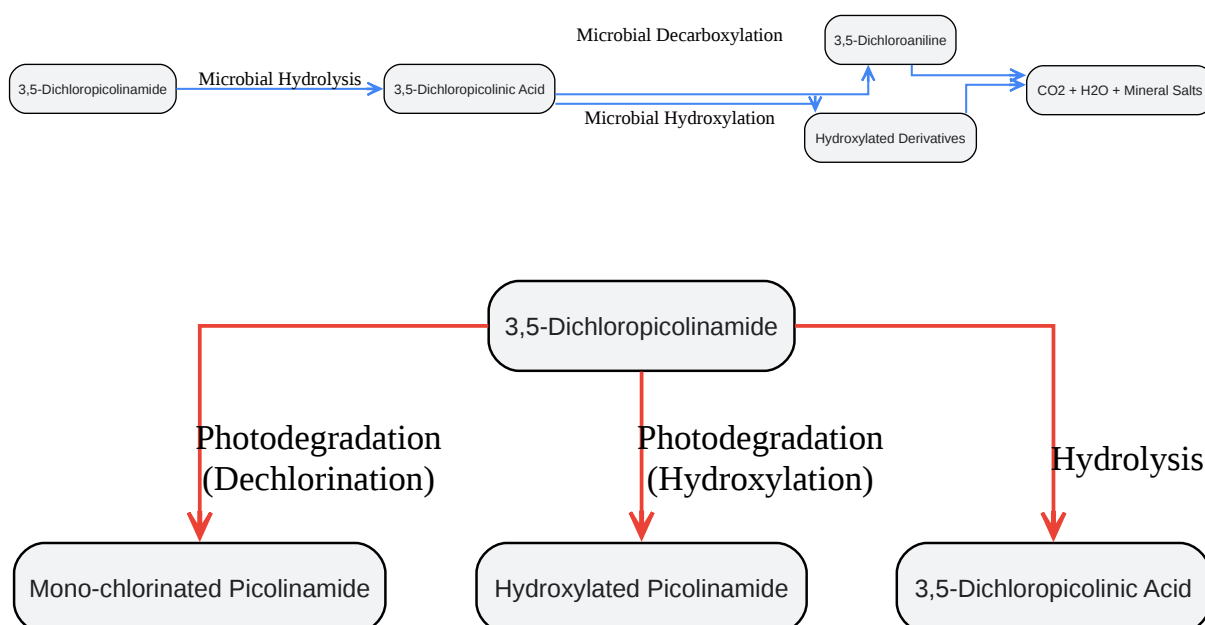 Microbial Decarboxylation
3,5-Dichloroaniline
3,5-Dichloropicolinamide
Microbial Hydrolysis
3,5-Dichloropicolinic Acid
CO2 + H2O + Mineral Salts
Microbial Hydroxylation
Hydroxylated Derivatives
3,5-Dichloropicolinamide
Photodegradation
(Dechlorination)
Photodegradation
(Hydroxylation)
Hydrolysis
Mono-chlorinated Picolinamide
Hydroxylated Picolinamide
3,5-Dichloropicolinic Acid